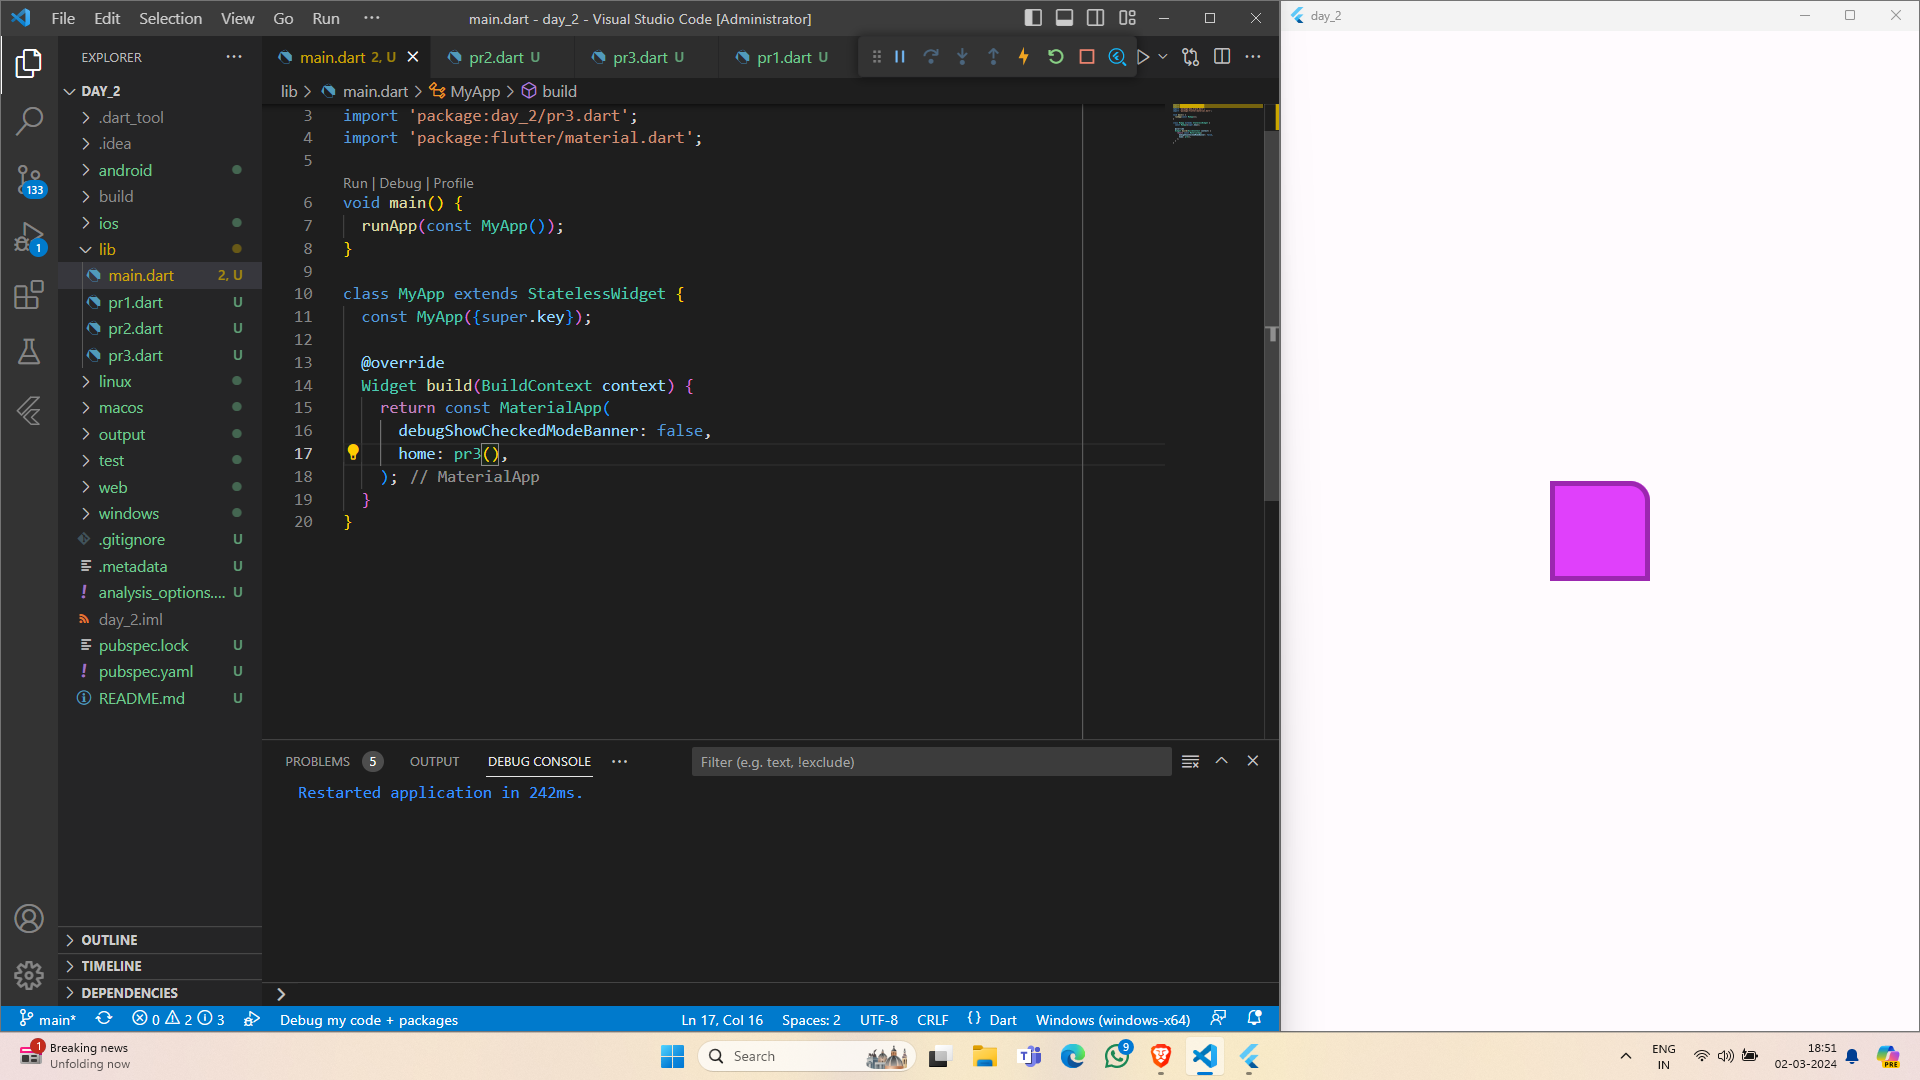 File Edit Selection View Go Run ···
main.dart - day_2 - Visual Studio Code [Administrator]
EXPLORER
DAY_2
.dart_tool
.idea
android
build
ios
lib
main.dart 2, U
pr1.dart U
pr2.dart U
pr3.dart U
linux
macos
output
test
web
windows
.gitignore U
.metadata U
analysis_options.... U
day_2.iml
pubspec.lock U
pubspec.yaml U
README.md U
OUTLINE
TIMELINE
DEPENDENCIES
133
1
main.dart 2, U
pr2.dart U
pr3.dart U
pr1.dart U
lib > main.dart > MyApp > build
3 import 'package:day_2/pr3.dart';
4 import 'package:flutter/material.dart';
5
Run | Debug | Profile
6 void main() {
7 runApp(const MyApp());
8 }
9
10 class MyApp extends StatelessWidget {
11 const MyApp({super.key});
12
13 @override
14 Widget build(BuildContext context) {
15 return const MaterialApp(
16 debugShowCheckedModeBanner: false,
17 home: pr3(),
18 ); // MaterialApp
19 }
20 }
PROBLEMS 5 OUTPUT DEBUG CONSOLE ···
Filter (e.g. text, !exclude)
Restarted application in 242ms.
main* 0 2 3 Debug my code + packages
Ln 17, Col 16 Spaces: 2 UTF-8 CRLF {} Dart Windows (windows-x64)
day_2
1
Breaking news
Unfolding now
Search
9
ENG
IN
18:51
02-03-2024
PRE